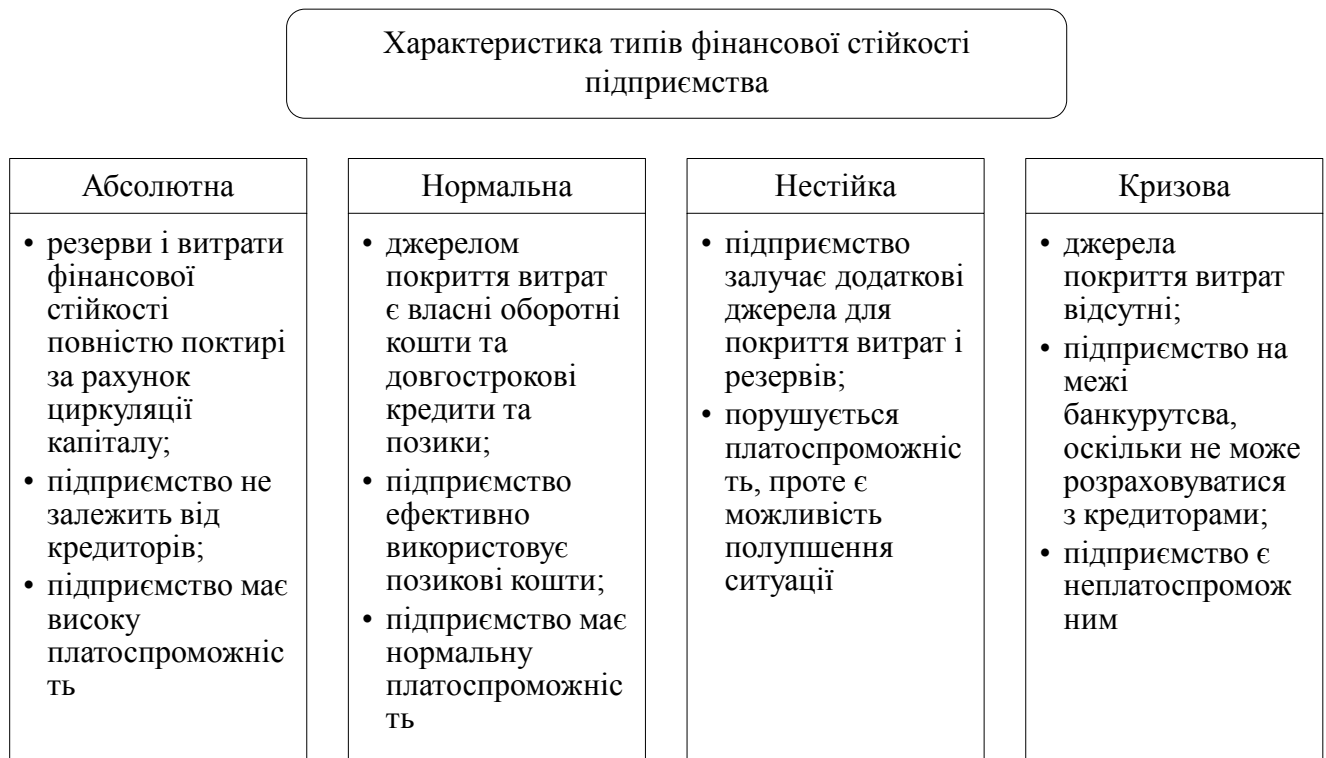 Характеристика типів фінансової стійкості
підприємства
Абсолютна
• резерви і витрати
фінансової
стійкості
повністю поктирі
за рахунок
циркуляції
капіталу;
• підприємство не
залежить від
кредиторів;
• підприємство має
високу
платоспроможніс
ть
Нормальна
• джерелом
покриття витрат
є власні оборотні
кошти та
довгострокові
кредити та
позики;
• підприємство
ефективно
використовує
позикові кошти;
• підприємство має
нормальну
платоспроможніс
ть
Нестійка
• підприємство
залучає додаткові
джерела для
покриття витрат і
резервів;
• порушується
платоспроможніс
ть, проте є
можливість
полупшення
ситуації
Кризова
• джерела
покриття витрат
відсутні;
• підприємство на
межі
банкурутсва,
оскільки не може
розраховуватися
з кредиторами;
• підприємство є
неплатоспромож
ним